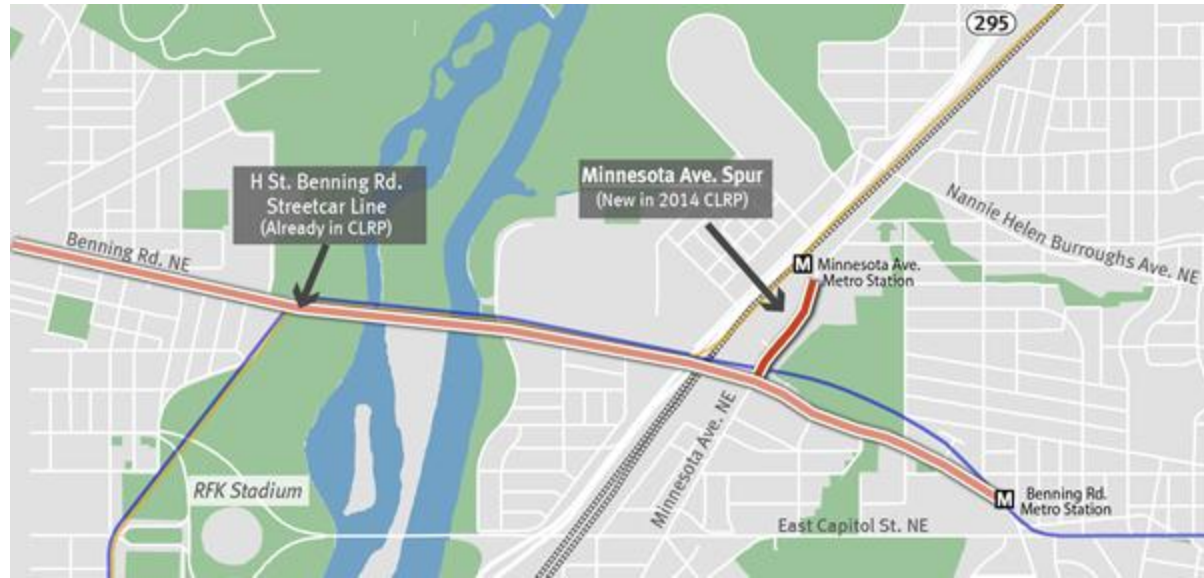 295
H St. Benning Rd.
Streetcar Line
(Already in CLRP)
Minnesota Ave. Spur
(New in 2014 CLRP)
Nannie Helen Burroughs Ave. NE
Benning Rd. NE
M Minnesota Ave.
Metro Station
Minnesota Ave. NE
RFK Stadium
M Benning Rd.
Metro Station
East Capitol St. NE